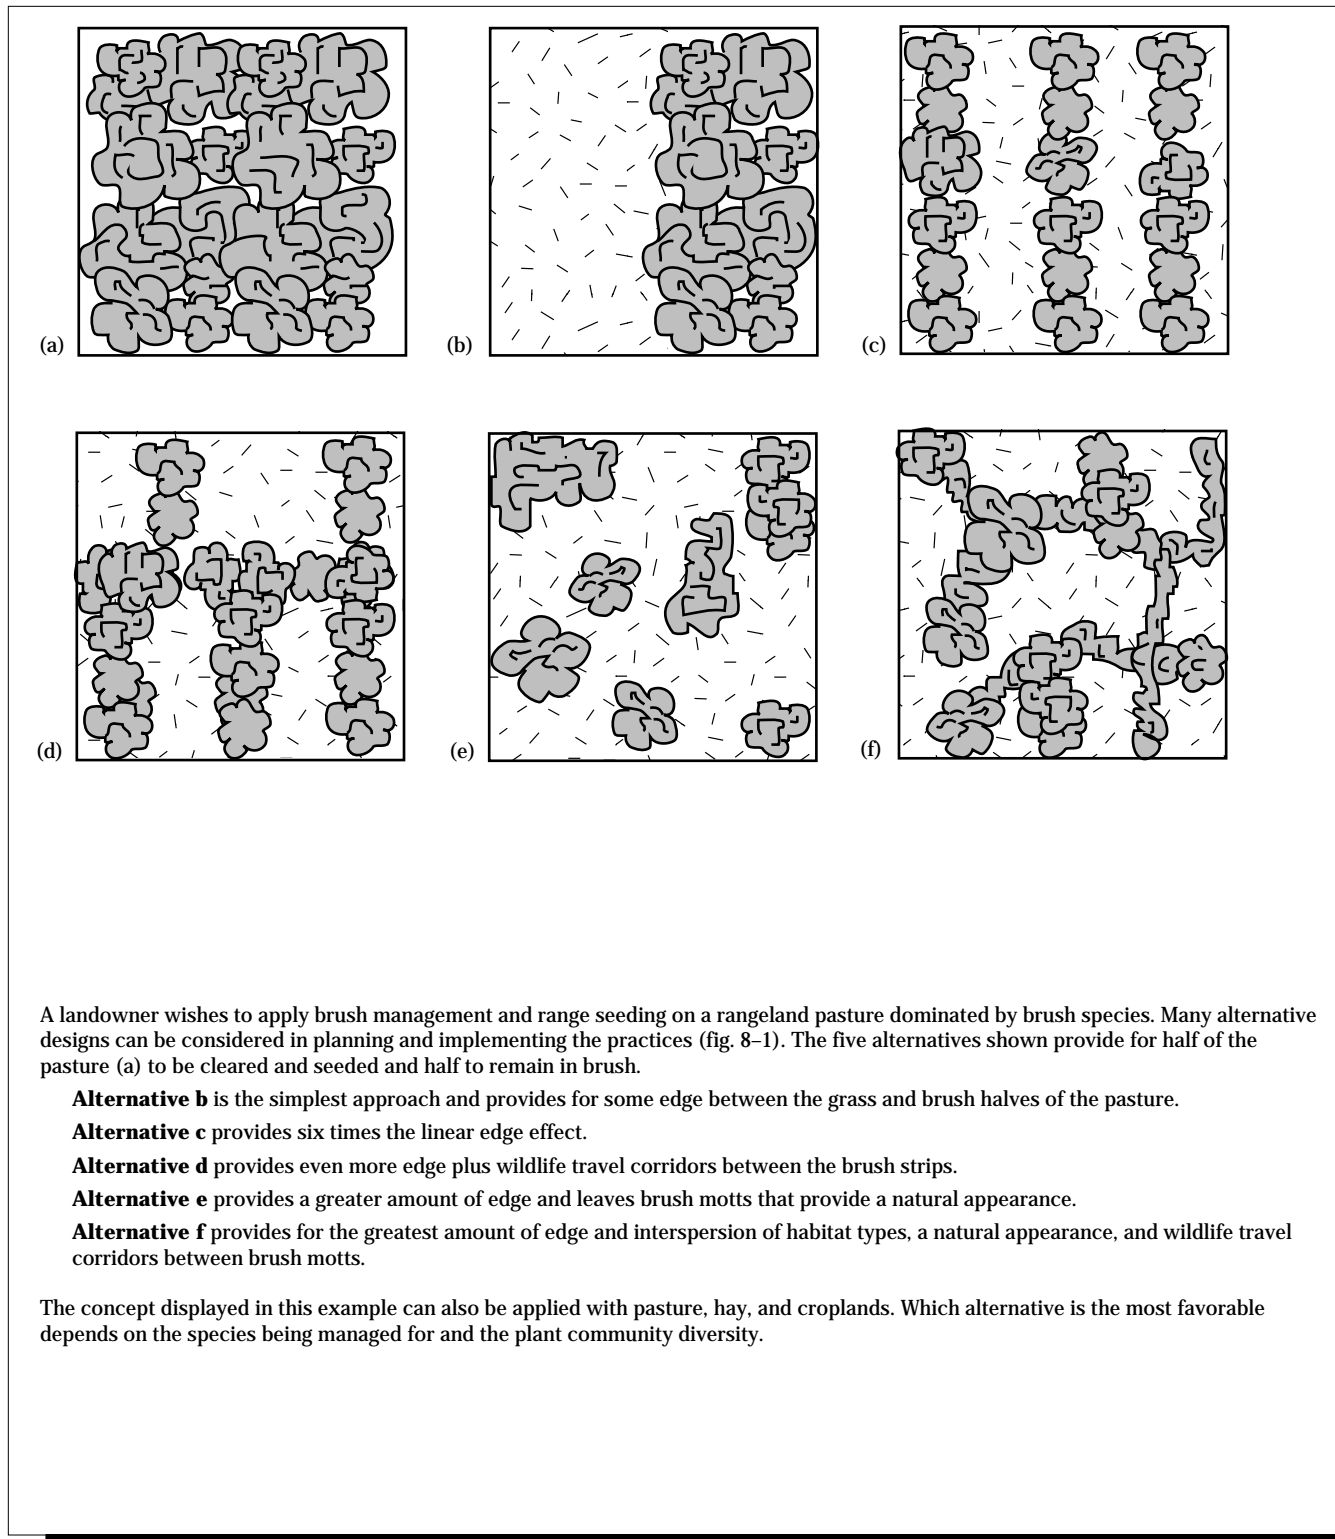 (a)
(b)
(c)
(d)
(e)
(f)
A landowner wishes to apply brush management and range seeding on a rangeland pasture dominated by brush species. Many alternative
designs can be considered in planning and implementing the practices (fig. 8–1). The five alternatives shown provide for half of the
pasture (a) to be cleared and seeded and half to remain in brush.
Alternative b is the simplest approach and provides for some edge between the grass and brush halves of the pasture.
Alternative c provides six times the linear edge effect.
Alternative d provides even more edge plus wildlife travel corridors between the brush strips.
Alternative e provides a greater amount of edge and leaves brush motts that provide a natural appearance.
Alternative f provides for the greatest amount of edge and interspersion of habitat types, a natural appearance, and wildlife travel
corridors between brush motts.
The concept displayed in this example can also be applied with pasture, hay, and croplands. Which alternative is the most favorable
depends on the species being managed for and the plant community diversity.